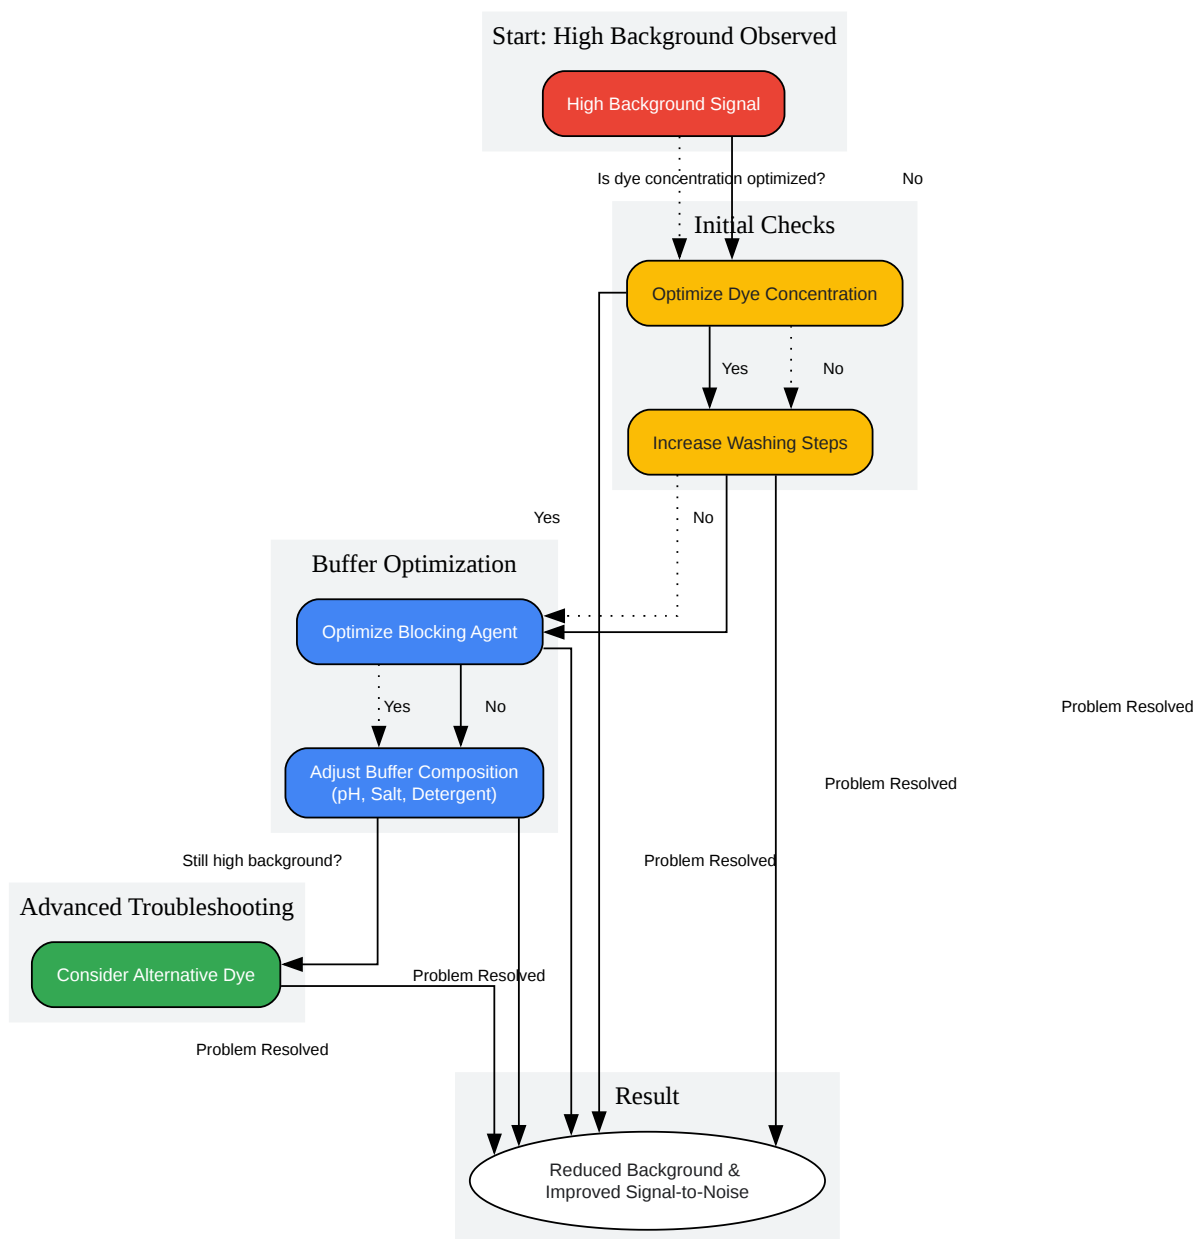 Start: High Background Observed
High Background Signal
Is dye concentration optimized?
No
Initial Checks
Optimize Dye Concentration
Yes
No
Increase Washing Steps
Yes
No
Buffer Optimization
Optimize Blocking Agent
Yes
No
Problem Resolved
Adjust Buffer Composition
(pH, Salt, Detergent)
Problem Resolved
Still high background?
Problem Resolved
Advanced Troubleshooting
Consider Alternative Dye
Problem Resolved
Problem Resolved
Result
Reduced Background &
Improved Signal-to-Noise